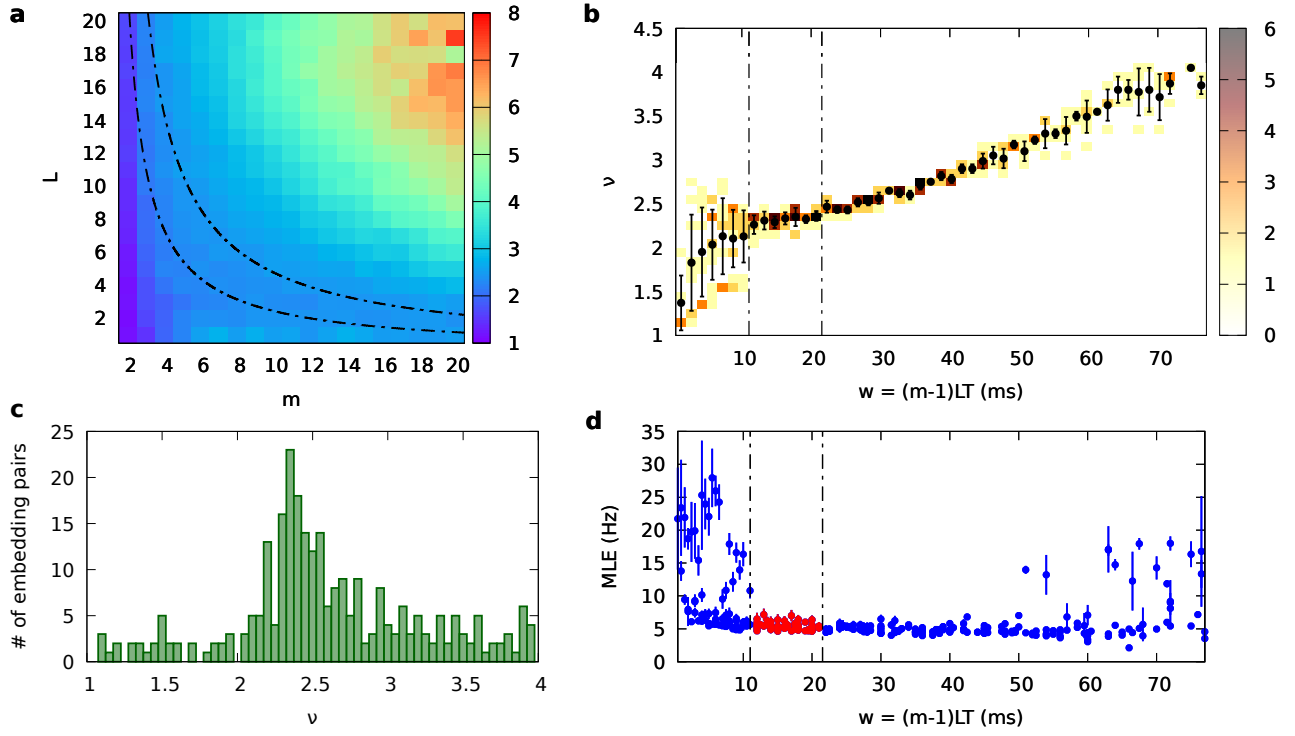 a
L
20
18
16
14
12
10
8
6
4
2
2 4 6 8 10 12 14 16 18 20
m
8
7
6
5
4
3
2
1
b
ν
4.5
4
3.5
3
2.5
2
1.5
1
10 20 30 40 50 60 70
w = (m-1)LT (ms)
6
5
4
3
2
1
0
c
# of embedding pairs
25
20
15
10
5
0
1 1.5 2 2.5 3 3.5 4
ν
d
MLE (Hz)
35
30
25
20
15
10
5
0
10 20 30 40 50 60 70
w = (m-1)LT (ms)